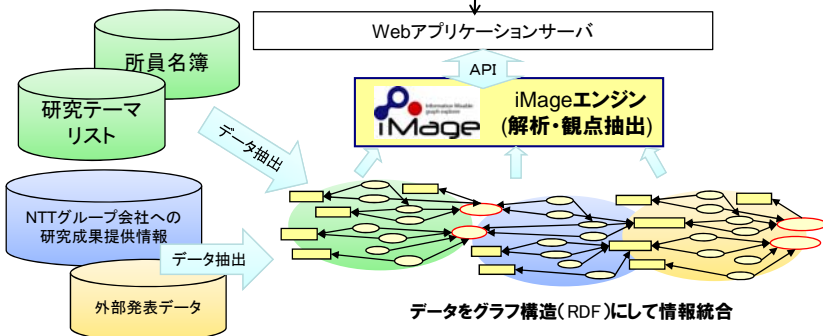 Webアプリケーションサーバ
API
所員名簿
研究テーマ
リスト
データ抽出
Information Mixable
graph explorer
iMage
iMageエンジン
(解析・観点抽出)
NTTグループ会社への
研究成果提供情報
データ抽出
外部発表データ
データをグラフ構造(RDF)にして情報統合